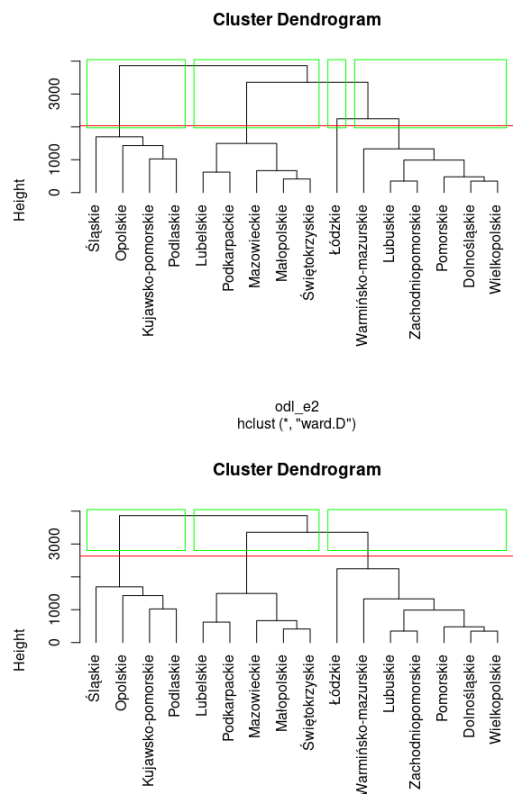 Cluster Dendrogram
Height
0
1000
3000
Śląskie
Opolskie
Kujawsko-pomorskie
Podlaskie
Lubelskie
Podkarpackie
Mazowieckie
Małopolskie
Świętokrzyskie
Łódzkie
Warmińsko-mazurskie
Lubuskie
Zachodniopomorskie
Pomorskie
Dolnośląskie
Wielkopolskie
odl_e2
hclust (*, "ward.D")
Cluster Dendrogram
Height
0
1000
3000
Śląskie
Opolskie
Kujawsko-pomorskie
Podlaskie
Lubelskie
Podkarpackie
Mazowieckie
Małopolskie
Świętokrzyskie
Łódzkie
Warmińsko-mazurskie
Lubuskie
Zachodniopomorskie
Pomorskie
Dolnośląskie
Wielkopolskie